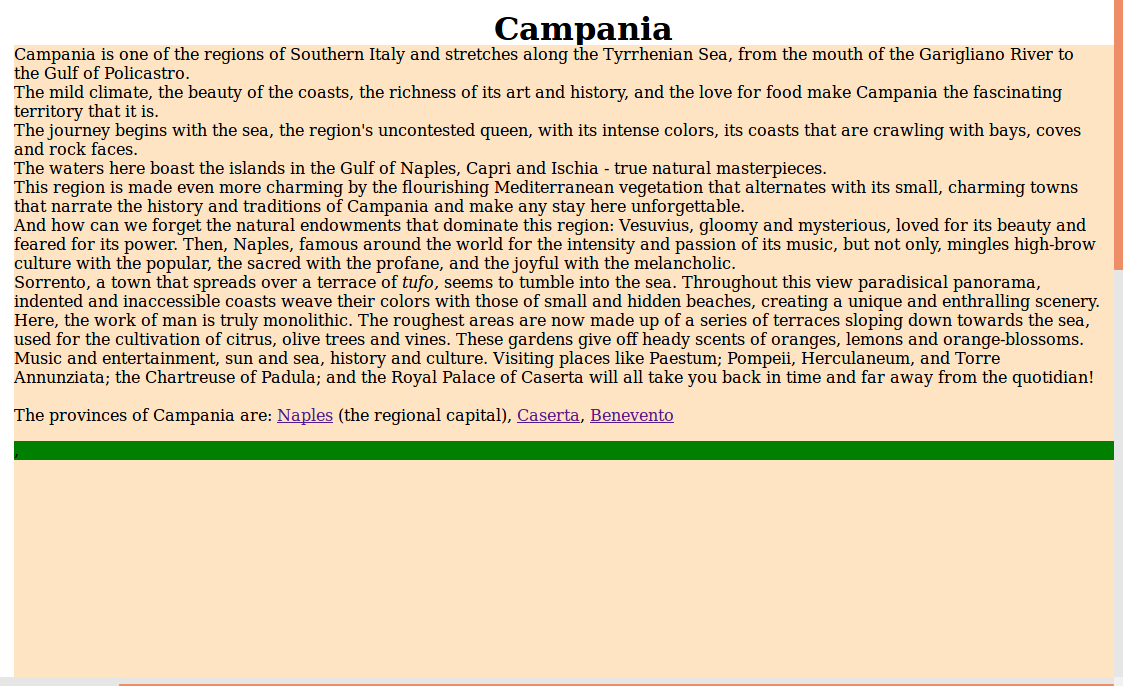 Campania
Campania is one of the regions of Southern Italy and stretches along the Tyrrhenian Sea, from the mouth of the Garigliano River to
the Gulf of Policastro.
The mild climate, the beauty of the coasts, the richness of its art and history, and the love for food make Campania the fascinating
territory that it is.
The journey begins with the sea, the region's uncontested queen, with its intense colors, its coasts that are crawling with bays, coves
and rock faces.
The waters here boast the islands in the Gulf of Naples, Capri and Ischia - true natural masterpieces.
This region is made even more charming by the flourishing Mediterranean vegetation that alternates with its small, charming towns
that narrate the history and traditions of Campania and make any stay here unforgettable.
And how can we forget the natural endowments that dominate this region: Vesuvius, gloomy and mysterious, loved for its beauty and
feared for its power. Then, Naples, famous around the world for the intensity and passion of its music, but not only, mingles high-brow
culture with the popular, the sacred with the profane, and the joyful with the melancholic.
Sorrento, a town that spreads over a terrace of tufo, seems to tumble into the sea. Throughout this view paradisical panorama,
indented and inaccessible coasts weave their colors with those of small and hidden beaches, creating a unique and enthralling scenery.
Here, the work of man is truly monolithic. The roughest areas are now made up of a series of terraces sloping down towards the sea,
used for the cultivation of citrus, olive trees and vines. These gardens give off heady scents of oranges, lemons and orange-blossoms.
Music and entertainment, sun and sea, history and culture. Visiting places like Paestum; Pompeii, Herculaneum, and Torre
Annunziata; the Chartreuse of Padula; and the Royal Palace of Caserta will all take you back in time and far away from the quotidian!
The provinces of Campania are: Naples (the regional capital), Caserta, Benevento
,